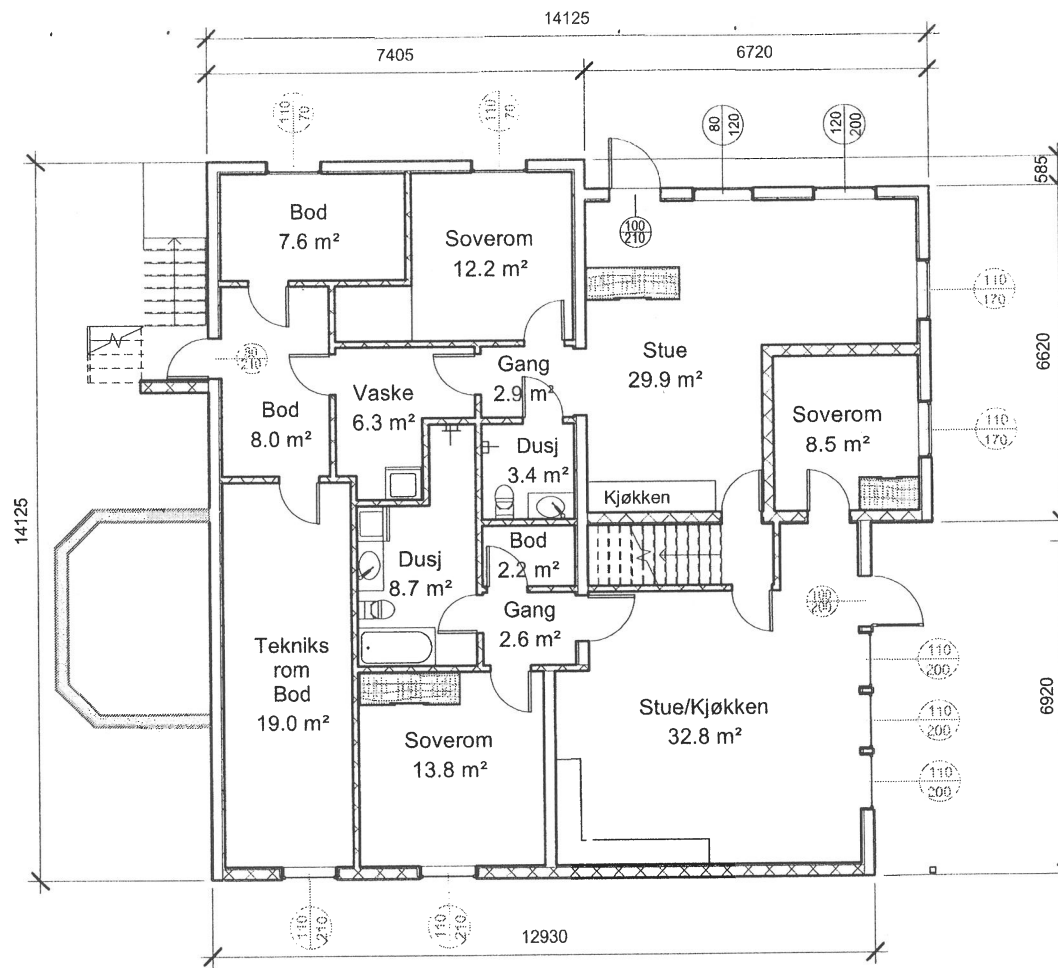 14125
7405
6720
110
70
110
70
80
120
120
200
585
Bod
7.6 m²
Soverom
12.2 m²
100
210
110
170
Stue
29.9 m²
6620
80
210
Gang
2.9 m²
Vaske
6.3 m²
Bod
8.0 m²
Soverom
8.5 m²
110
170
Dusj
3.4 m²
Kjøkken
14125
Bod
2.2 m²
Dusj
8.7 m²
Gang
2.6 m²
100
200
Tekniks
rom
Bod
19.0 m²
110
200
Stue/Kjøkken
32.8 m²
110
200
6920
Soverom
13.8 m²
110
200
110
210
110
210
12930